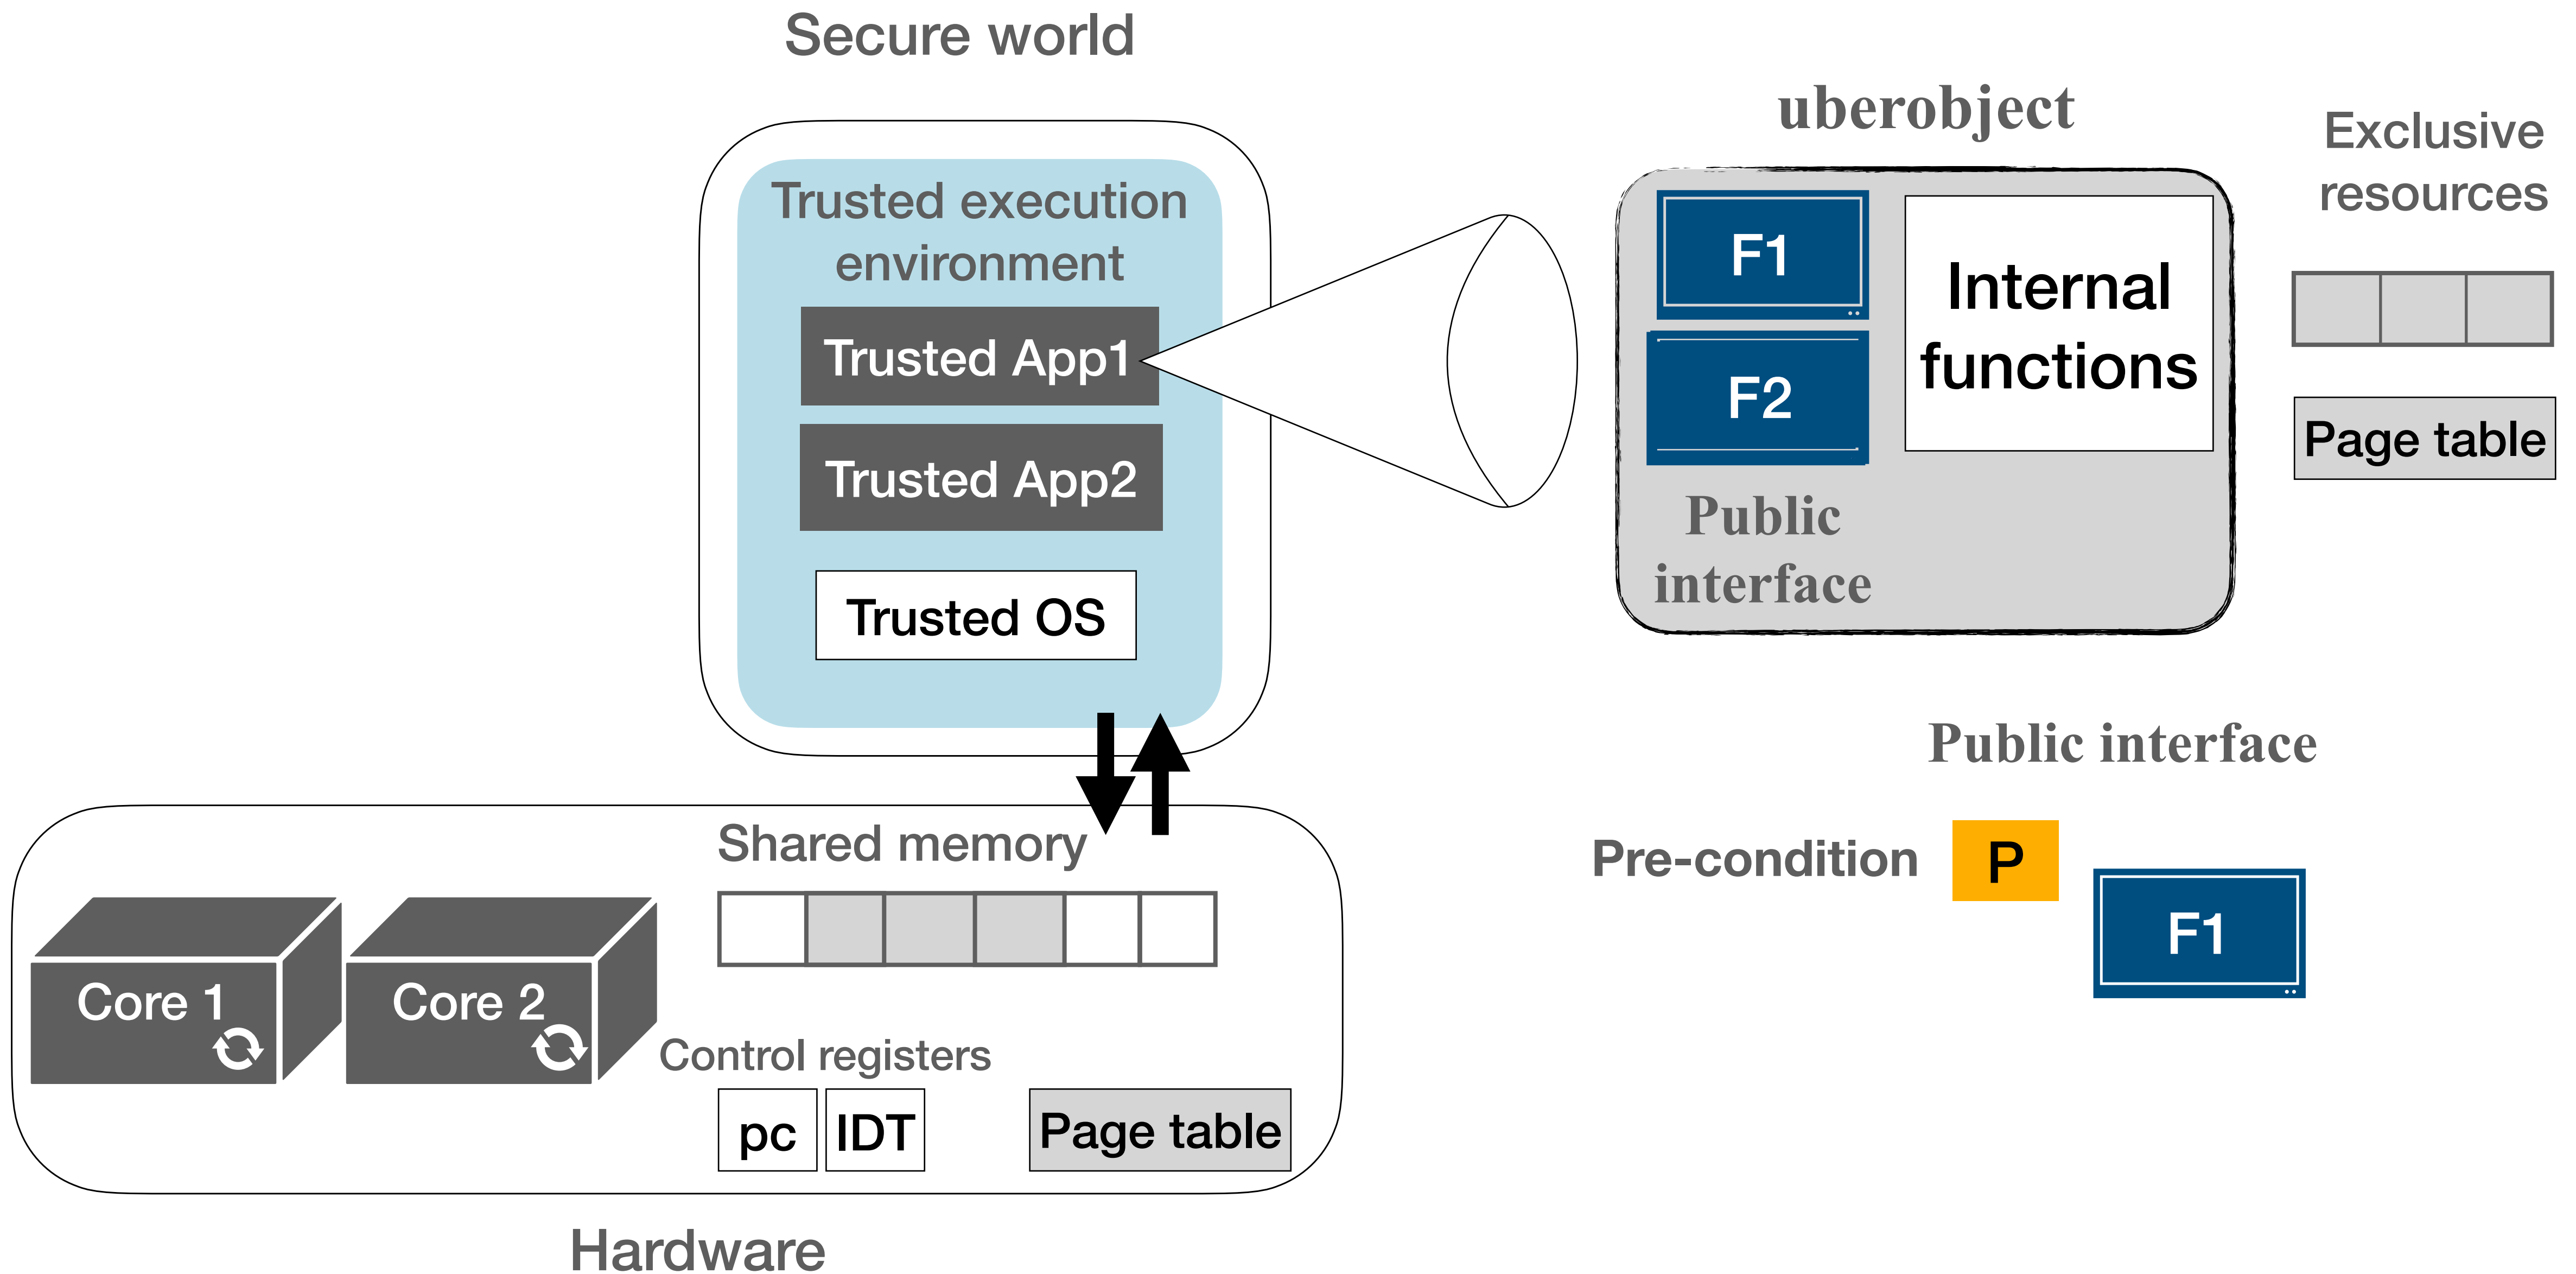 Secure world
Trusted execution
environment
Trusted App1
Trusted App2
Trusted OS
uberobject
F1
F2
Internal
functions
Public
interface
Exclusive
resources
Page table
Public interface
Pre-condition
P
F1
Shared memory
Core 1
Core 2
Control registers
pc
IDT
Page table
Hardware